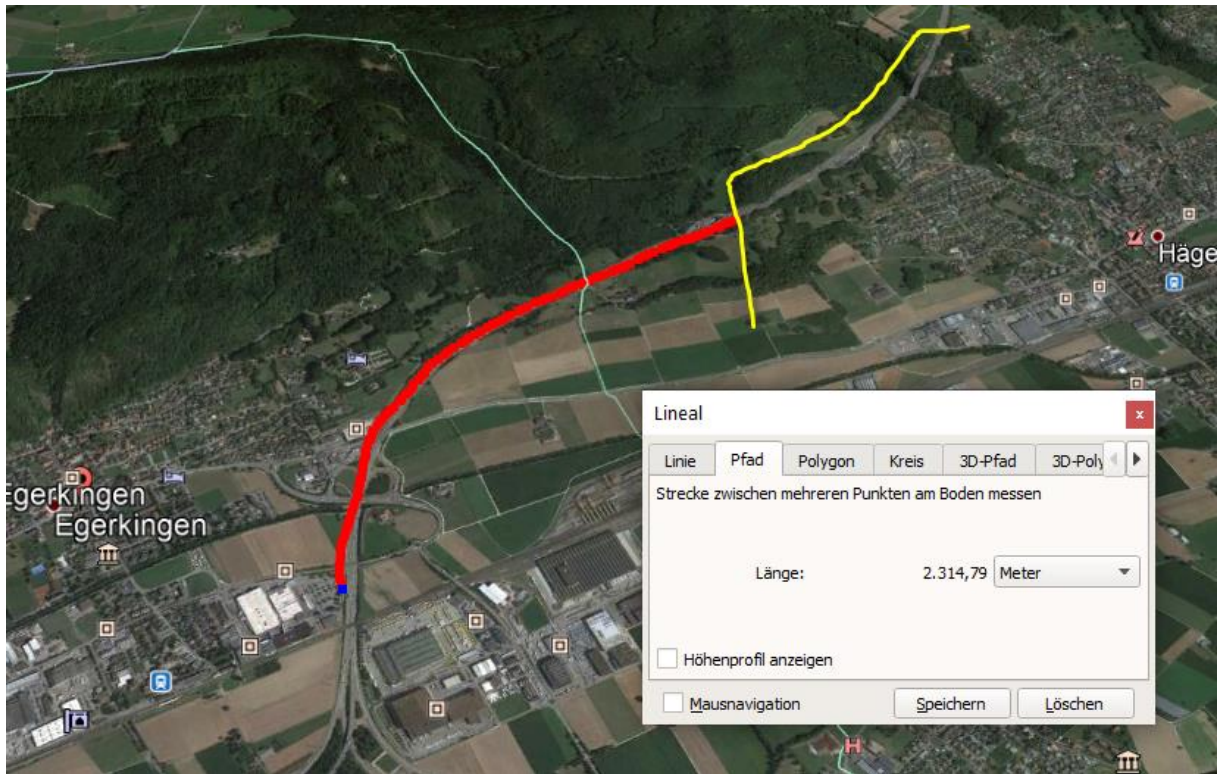 Häge
Lineal
x
Linie Pfad Polygon Kreis 3D-Pfad 3D-Poly
Strecke zwischen mehreren Punkten am Boden messen
Egerkingen
Egerkingen
Länge: 2.314,79 Meter
Höhenprofil anzeigen
Mausnavigation Speichern Löschen
H